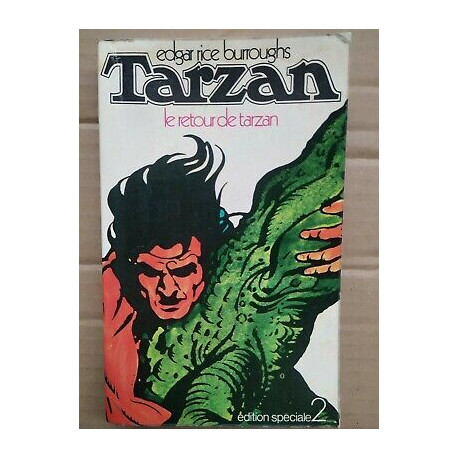 edgar rice burroughs
Tarzan
le retour de tarzan
édition speciale 2